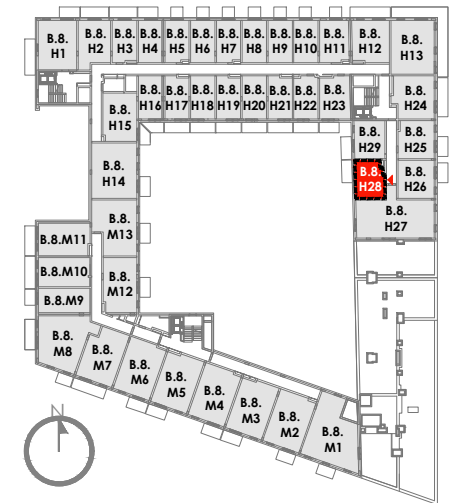 B.8.
H1
B.8.
H2
B.8.
H3
B.8.
H4
B.8.
H5
B.8.
H6
B.8.
H7
B.8.
H8
B.8.
H9
B.8.
H10
B.8.
H11
B.8.
H12
B.8.
H13
B.8.
H16
B.8.
H17
B.8.
H18
B.8.
H19
B.8.
H20
B.8.
H21
B.8.
H22
B.8.
H23
B.8.
H24
B.8.
H15
B.8.
H29
B.8.
H25
B.8.
H14
B.8.
H28
B.8.
H26
B.8.
H27
B.8.
M13
B.8.M11
B.8.M10
B.8.M9
B.8.
M12
B.8.
M8
B.8.
M7
B.8.
M6
B.8.
M5
B.8.
M4
B.8.
M3
B.8.
M2
B.8.
M1
N